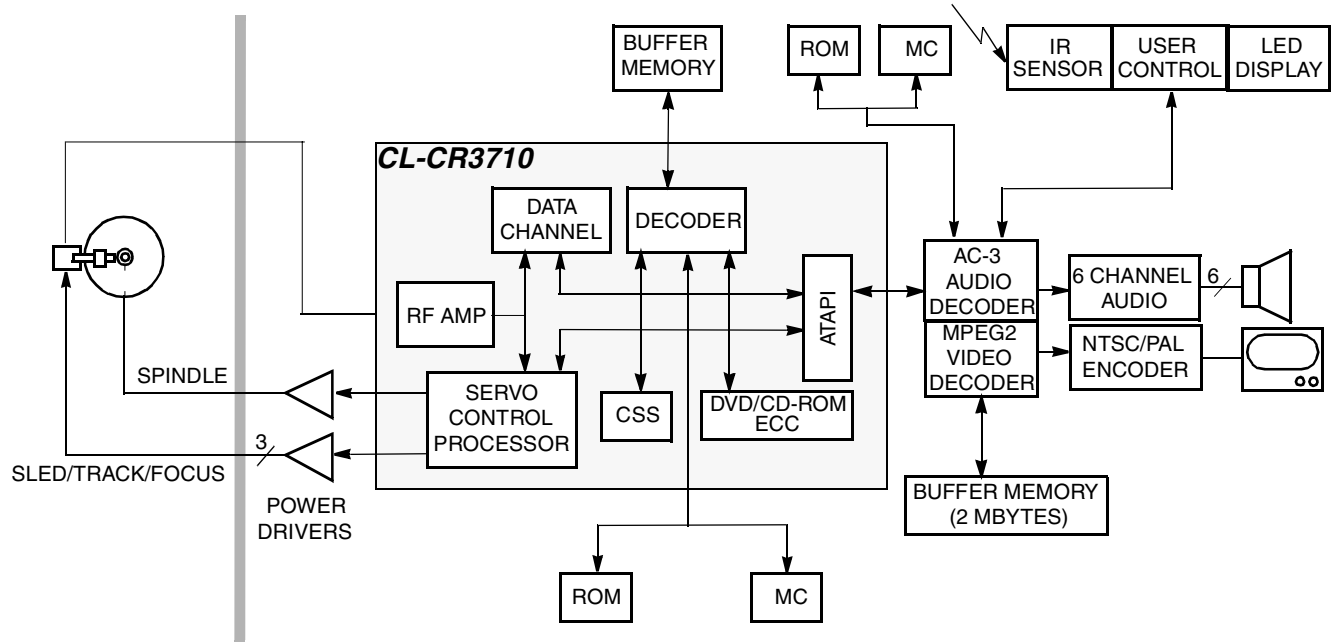 BUFFER
MEMORY
ROM
MC
IR
SENSOR
USER
CONTROL
LED
DISPLAY
CL-CR3710
DATA
CHANNEL
DECODER
RF AMP
ATAPI
AC-3
AUDIO
DECODER
6 CHANNEL
AUDIO
6
MPEG2
VIDEO
DECODER
NTSC/PAL
ENCODER
SPINDLE
SERVO
CONTROL
PROCESSOR
CSS
DVD/CD-ROM
ECC
3
SLED/TRACK/FOCUS
POWER
DRIVERS
BUFFER MEMORY
(2 MBYTES)
ROM
MC